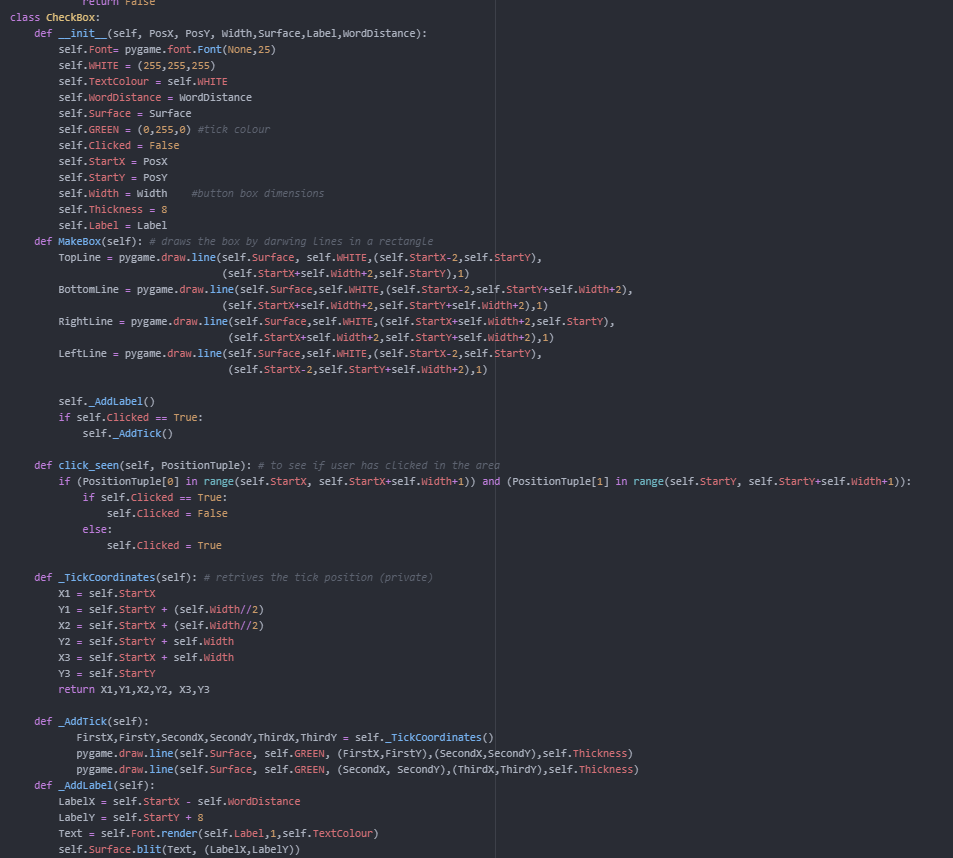 return False
class CheckBox:
    def __init__(self, PosX, PosY, Width,Surface,Label,WordDistance):
        self.Font= pygame.font.Font(None,25)
        self.WHITE = (255,255,255)
        self.TextColour = self.WHITE
        self.WordDistance = WordDistance
        self.Surface = Surface
        self.GREEN = (0,255,0) #tick colour
        self.Clicked = False
        self.StartX = PosX
        self.StartY = PosY
        self.Width = Width    #button box dimensions
        self.Thickness = 8
        self.Label = Label
    def MakeBox(self): # draws the box by darwing lines in a rectangle
        TopLine = pygame.draw.line(self.Surface, self.WHITE,(self.StartX-2,self.StartY),
                                   (self.StartX+self.Width+2,self.StartY),1)
        BottomLine = pygame.draw.line(self.Surface,self.WHITE,(self.StartX-2,self.StartY+self.Width+2),
                                   (self.StartX+self.Width+2,self.StartY+self.Width+2),1)
        RightLine = pygame.draw.line(self.Surface,self.WHITE,(self.StartX+self.Width+2,self.StartY),
                                    (self.StartX+self.Width+2,self.StartY+self.Width+2),1)
        LeftLine = pygame.draw.line(self.Surface,self.WHITE,(self.StartX-2,self.StartY),
                                    (self.StartX-2,self.StartY+self.Width+2),1)

        self._AddLabel()
        if self.Clicked == True:
            self._AddTick()

    def click_seen(self, PositionTuple): # to see if user has clicked in the area
        if (PositionTuple[0] in range(self.StartX, self.StartX+self.Width+1)) and (PositionTuple[1] in range(self.StartY, self.StartY+self.Width+1)):
            if self.Clicked == True:
                self.Clicked = False
            else:
                self.Clicked = True

    def _TickCoordinates(self): # retrives the tick position (private)
        X1 = self.StartX
        Y1 = self.StartY + (self.Width//2)
        X2 = self.StartX + (self.Width//2)
        Y2 = self.StartY + self.Width
        X3 = self.StartX + self.Width
        Y3 = self.StartY
        return X1,Y1,X2,Y2, X3,Y3

    def _AddTick(self):
           FirstX,FirstY,SecondX,SecondY,ThirdX,ThirdY = self._TickCoordinates()
           pygame.draw.line(self.Surface, self.GREEN, (FirstX,FirstY),(SecondX,SecondY),self.Thickness)
           pygame.draw.line(self.Surface, self.GREEN, (SecondX, SecondY),(ThirdX,ThirdY),self.Thickness)
    def _AddLabel(self):
        LabelX = self.StartX - self.WordDistance
        LabelY = self.StartY + 8
        Text = self.Font.render(self.Label,1,self.TextColour)
        self.Surface.blit(Text, (LabelX,LabelY))